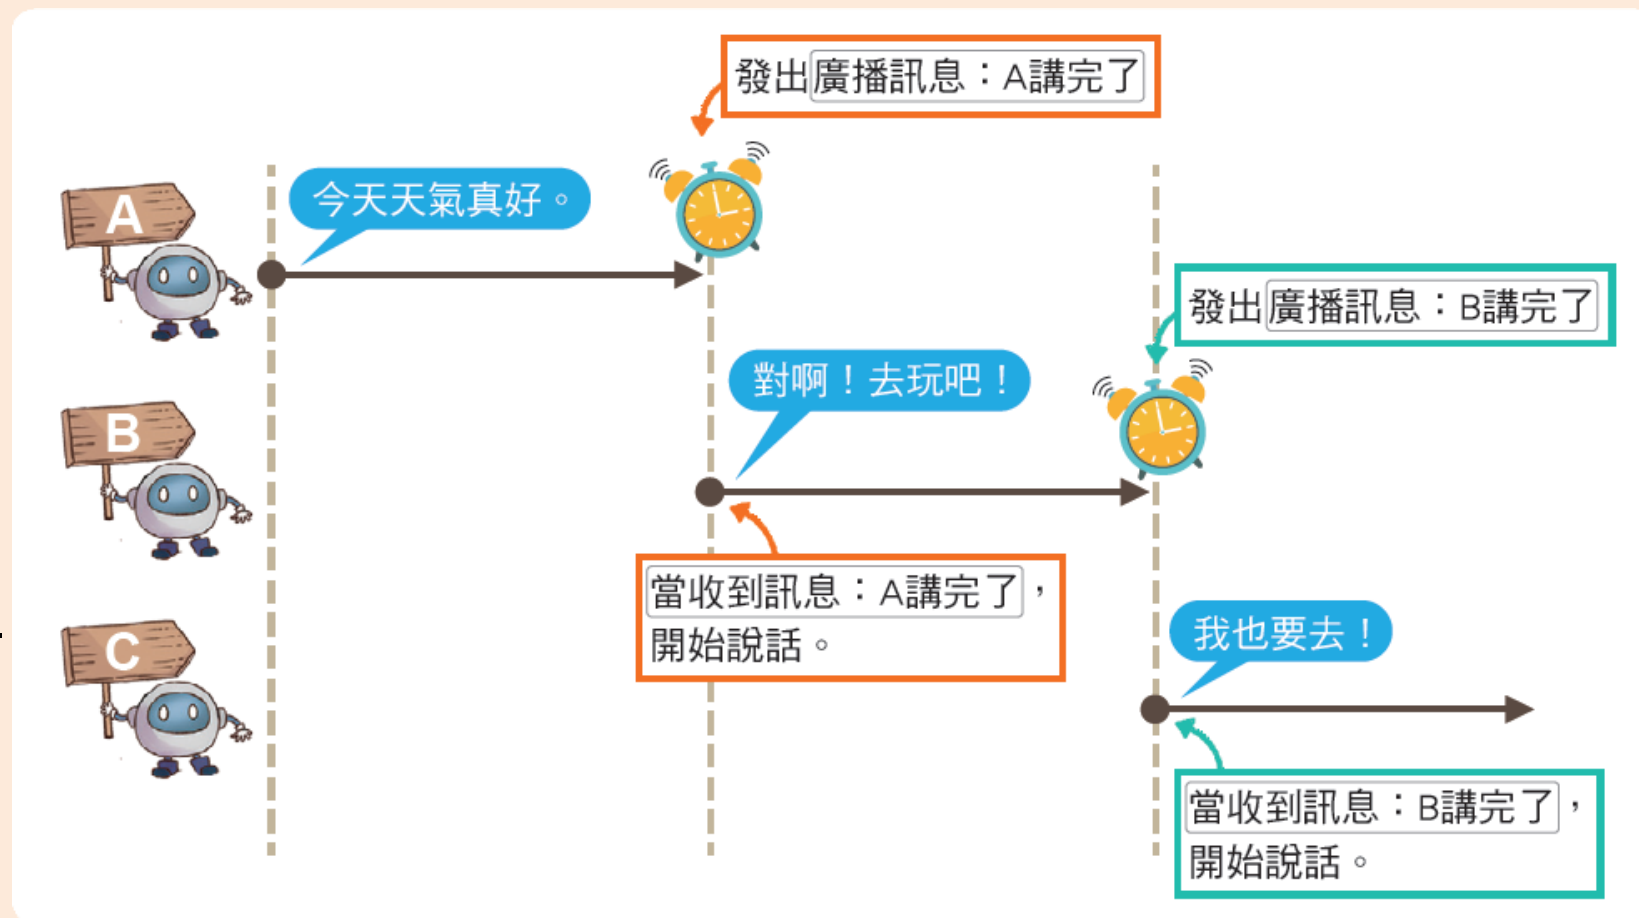 發出廣播訊息：A講完了
A
今天天氣真好。
發出廣播訊息：B講完了
B
對啊！去玩吧！
當收到訊息：A講完了，
開始說話。
C
我也要去！
當收到訊息：B講完了，
開始說話。